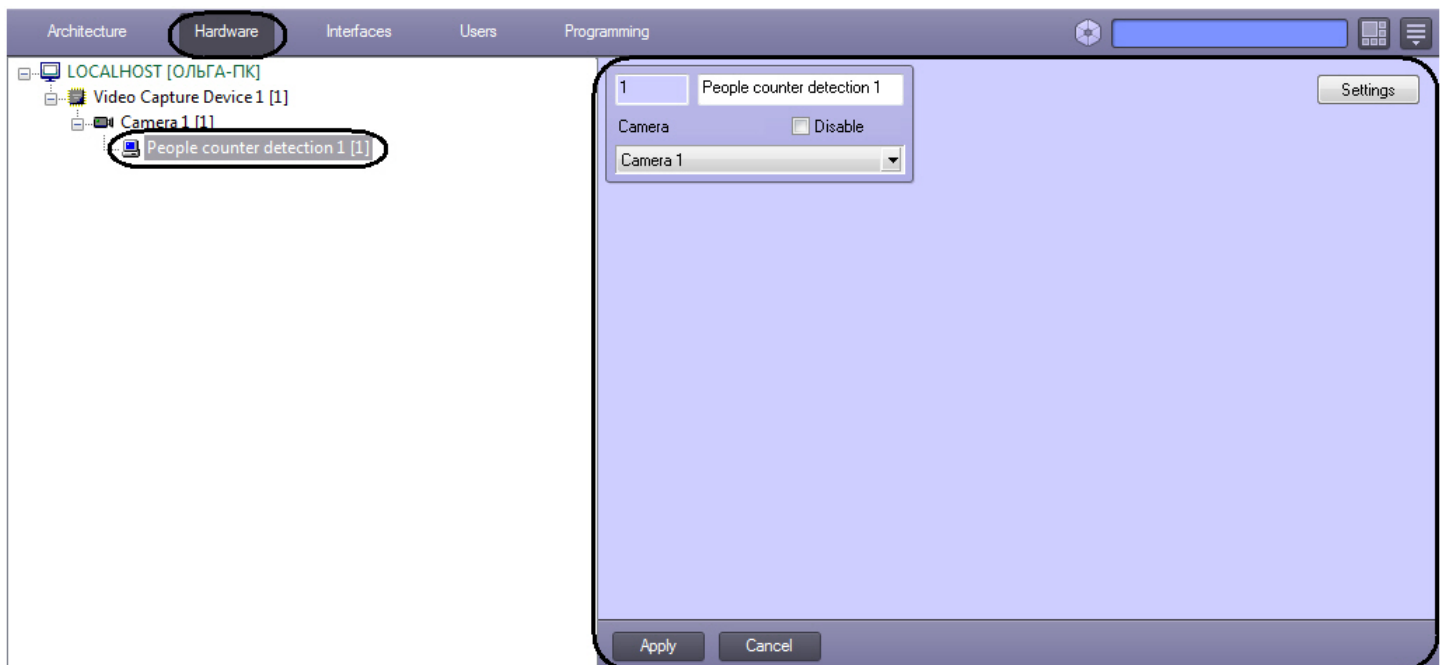 Architecture Hardware Interfaces Users Programming
LOCALHOST [ОЛЬГА-ПК]
Video Capture Device 1 [1]
Camera 1 [1]
People counter detection 1 [1]
1 People counter detection 1 Settings
Camera Disable
Camera 1
Apply Cancel